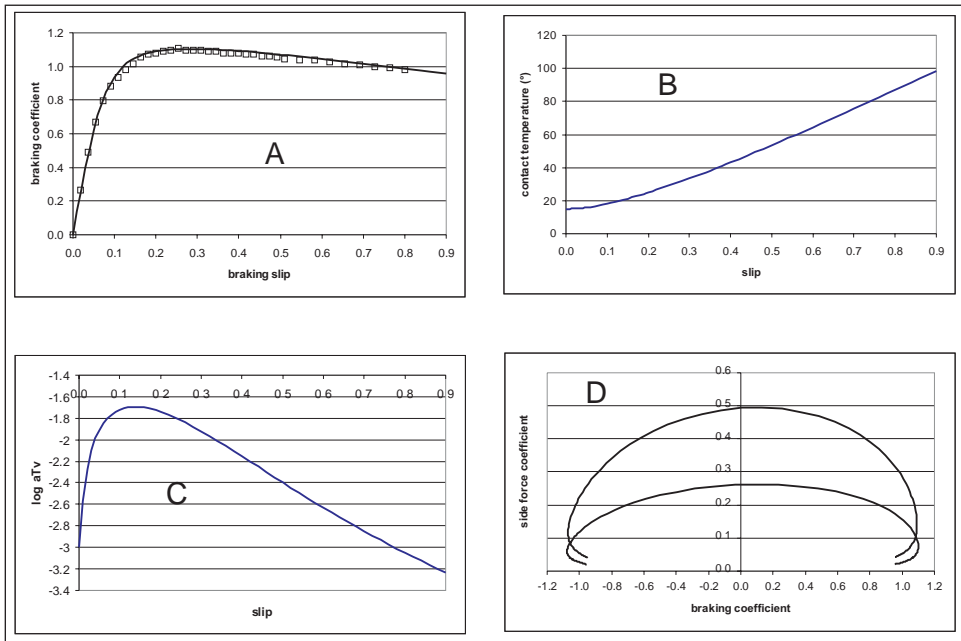 braking coefficient
1.2
1.0
0.8
0.6
0.4
0.2
0.0
0.0 0.1 0.2 0.3 0.4 0.5 0.6 0.7 0.8 0.9
braking slip
A
contact temperature (°)
120
100
80
60
40
20
0
0.0 0.1 0.2 0.3 0.4 0.5 0.6 0.7 0.8 0.9
slip
B
log aTv
-1.4
-1.6
-1.8
-2
-2.2
-2.4
-2.6
-2.8
-3
-3.2
-3.4
0.0 0.1 0.2 0.3 0.4 0.5 0.6 0.7 0.8 0.9
slip
C
side force coefficient
D
0.6
0.5
0.4
0.3
0.2
0.1
0.0
-1.2 -1.0 -0.8 -0.6 -0.4 -0.2 0.0 0.2 0.4 0.6 0.8 1.0 1.2
braking coefficient